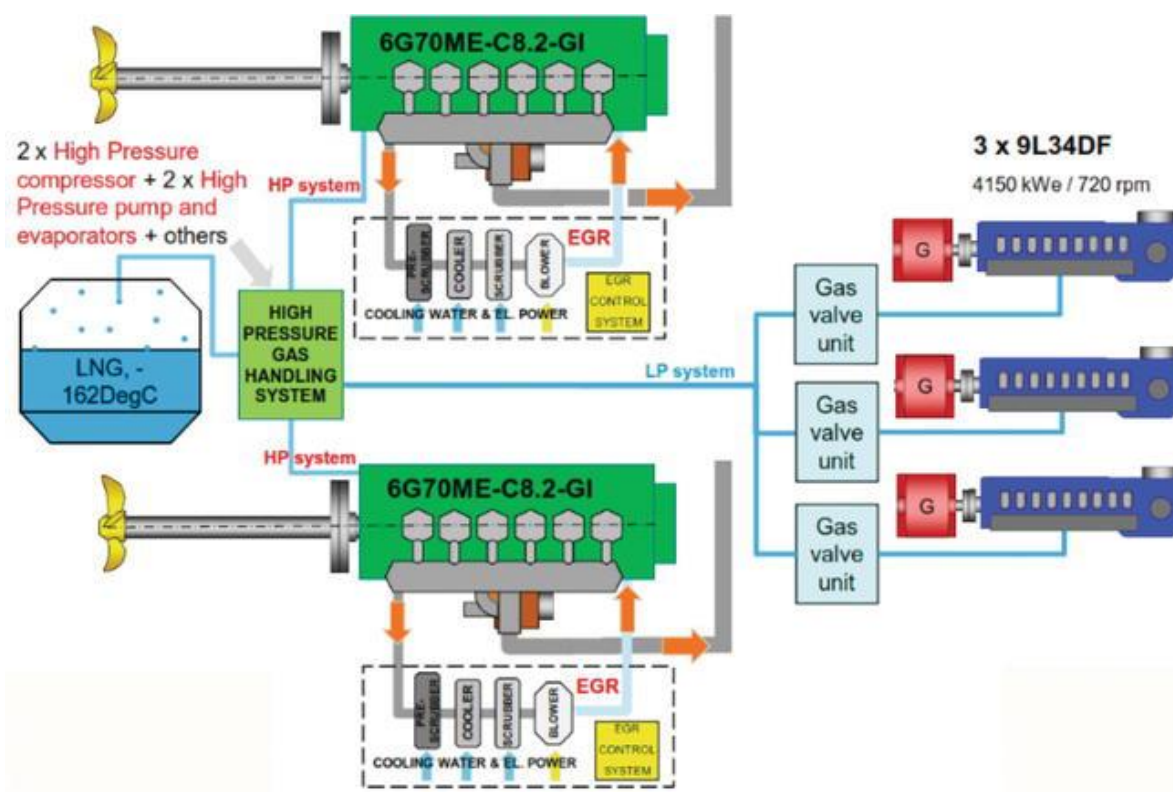 6G70ME-C8.2-GI
2 x High Pressure
compressor + 2 x High
Pressure pump and
evaporators + others
HP system
EGR
PRE-
SCRUBBER
COOLER
SCRUBBER
BLOWER
EGR
CONTROL
SYSTEM
COOLING WATER & EL. POWER
3 x 9L34DF
4150 kWe / 720 rpm
G
Gas
valve
unit
LNG, -
162DegC
HIGH
PRESSURE
GAS
HANDLING
SYSTEM
LP system
G
Gas
valve
unit
HP system
6G70ME-C8.2-GI
G
Gas
valve
unit
EGR
PRE-
SCRUBBER
COOLER
SCRUBBER
BLOWER
EGR
CONTROL
SYSTEM
COOLING WATER & EL. POWER